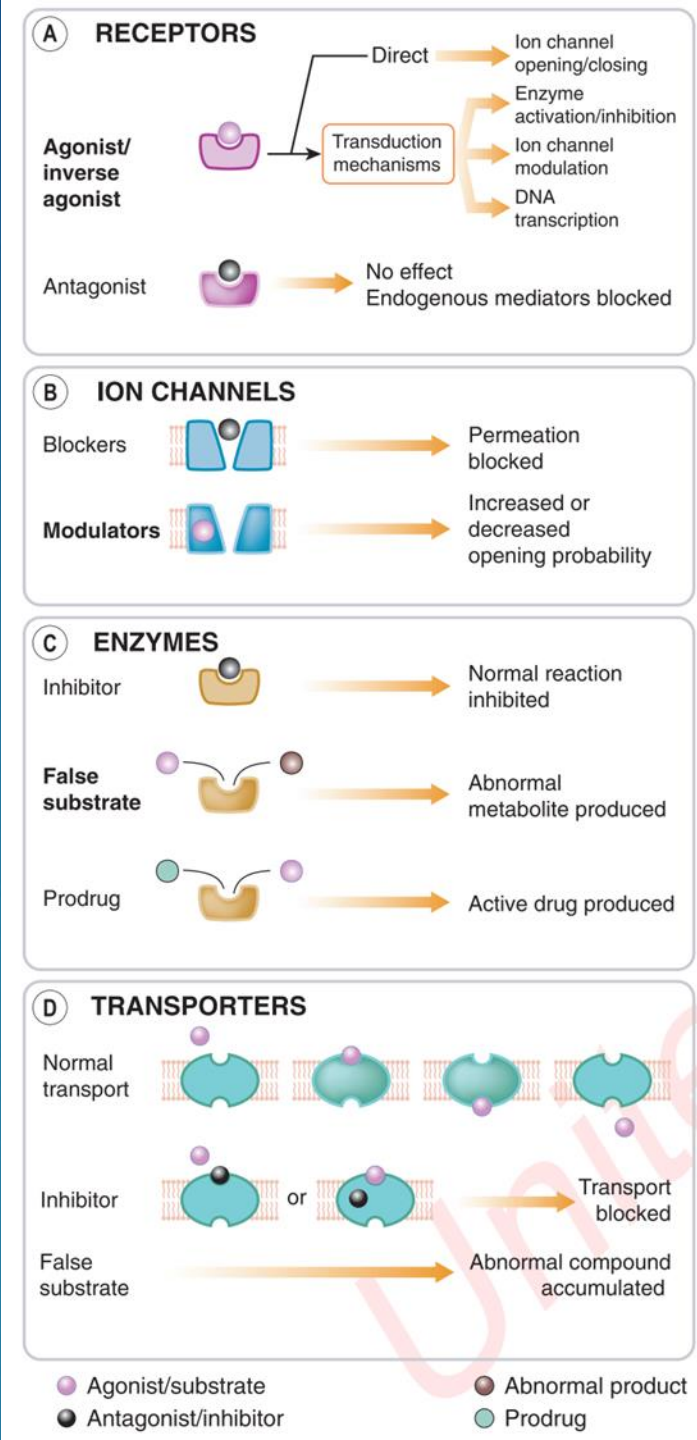 A RECEPTORS
Direct
Ion channel
opening/closing
Agonist/
inverse
agonist
Transduction
mechanisms
Enzyme
activation/inhibition
Ion channel
modulation
DNA
transcription
Antagonist
No effect
Endogenous mediators blocked
B ION CHANNELS
Blockers
Permeation
blocked
Modulators
Increased or
decreased
opening probability
C ENZYMES
Inhibitor
Normal reaction
inhibited
False
substrate
Abnormal
metabolite produced
Prodrug
Active drug produced
D TRANSPORTERS
Normal
transport
Inhibitor
or
Transport
blocked
False
substrate
Abnormal compound
accumulated
Agonist/substrate
Abnormal product
Antagonist/inhibitor
Prodrug
Unite